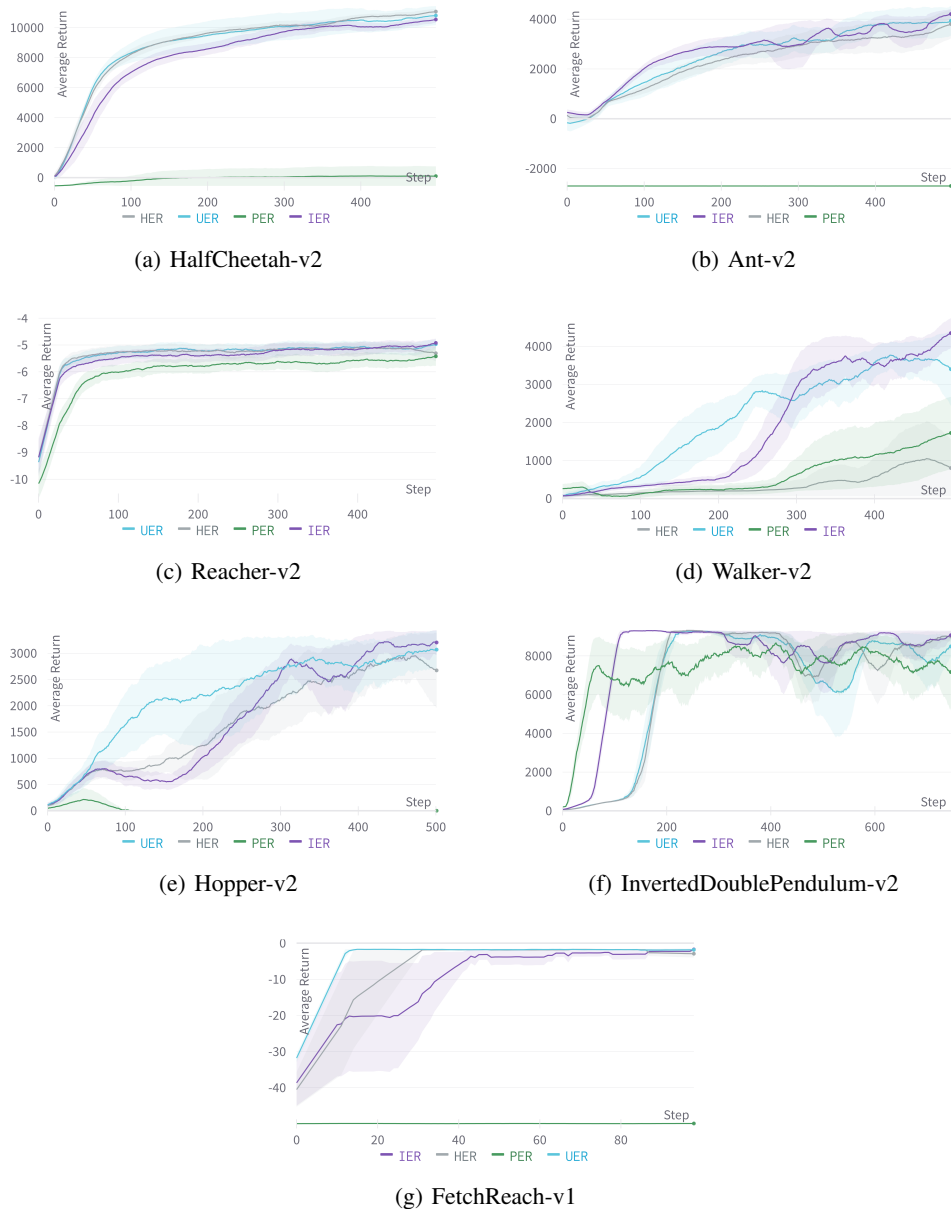 10000
8000
6000
4000
2000
0
Average Return
Step
0 100 200 300 400
HER UER PER IER
(a) HalfCheetah-v2
4000
2000
0
-2000
Average Return
Step
0 100 200 300 400
UER IER HER PER
(b) Ant-v2
-4
-5
-6
-7
-8
-9
-10
Average Return
Step
0 100 200 300 400
UER HER PER IER
(c) Reacher-v2
4000
3000
2000
1000
0
Average Return
Step
0 100 200 300 400
HER UER PER IER
(d) Walker-v2
3000
2500
2000
1500
1000
500
0
Average Return
Step
0 100 200 300 400 500
UER HER PER IER
(e) Hopper-v2
8000
6000
4000
2000
0
Average Return
Step
0 200 400 600
UER IER HER PER
(f) InvertedDoublePendulum-v2
0
-10
-20
-30
-40
Average Return
Step
0 20 40 60 80
IER HER PER UER
(g) FetchReach-v1